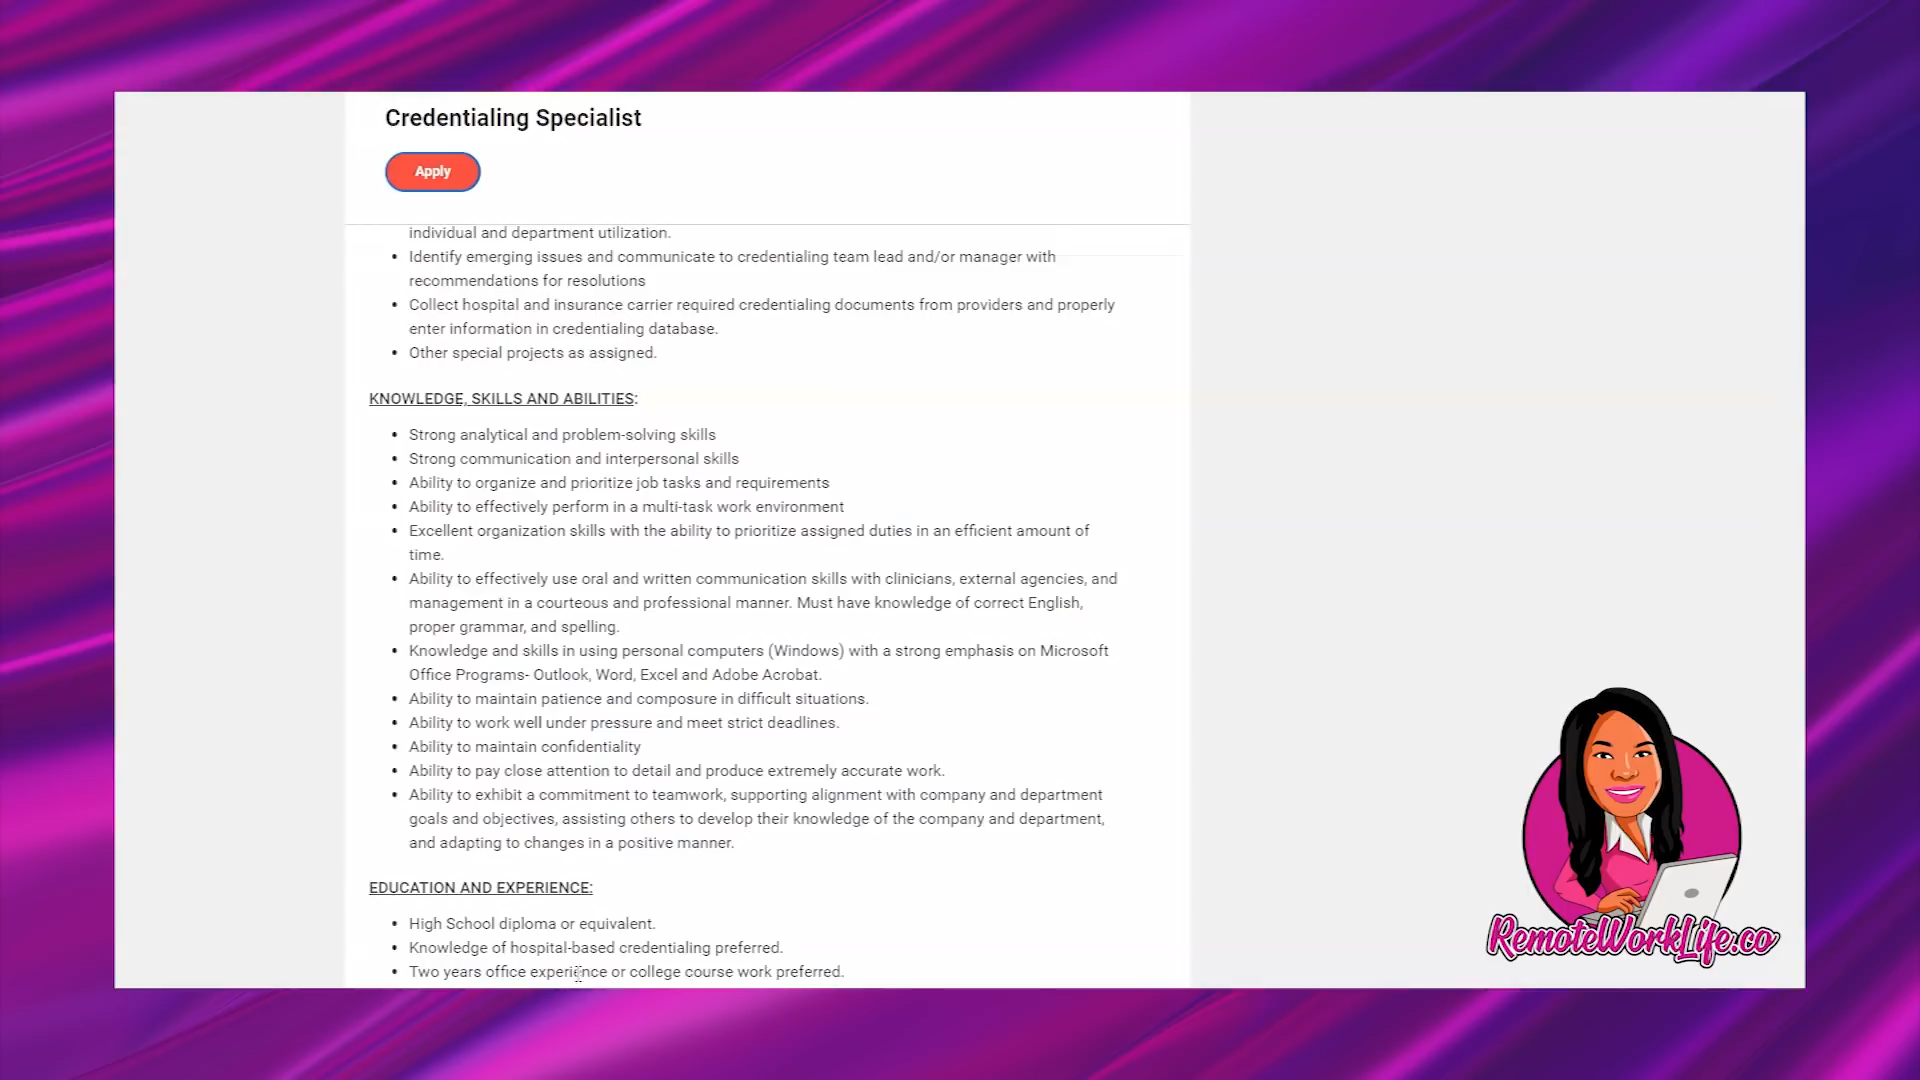 Credentialing Specialist
Apply
individual and department utilization.
• Identify emerging issues and communicate to credentialing team lead and/or manager with
recommendations for resolutions
• Collect hospital and insurance carrier required credentialing documents from providers and properly
enter information in credentialing database.
• Other special projects as assigned.
KNOWLEDGE, SKILLS AND ABILITIES:
• Strong analytical and problem-solving skills
• Strong communication and interpersonal skills
• Ability to organize and prioritize job tasks and requirements
• Ability to effectively perform in a multi-task work environment
• Excellent organization skills with the ability to prioritize assigned duties in an efficient amount of
time.
• Ability to effectively use oral and written communication skills with clinicians, external agencies, and
management in a courteous and professional manner. Must have knowledge of correct English,
proper grammar, and spelling.
• Knowledge and skills in using personal computers (Windows) with a strong emphasis on Microsoft
Office Programs- Outlook, Word, Excel and Adobe Acrobat.
• Ability to maintain patience and composure in difficult situations.
• Ability to work well under pressure and meet strict deadlines.
• Ability to maintain confidentiality
• Ability to pay close attention to detail and produce extremely accurate work.
• Ability to exhibit a commitment to teamwork, supporting alignment with company and department
goals and objectives, assisting others to develop their knowledge of the company and department,
and adapting to changes in a positive manner.
EDUCATION AND EXPERIENCE:
• High School diploma or equivalent.
• Knowledge of hospital-based credentialing preferred.
• Two years office experience or college course work preferred.
RemoteWorkLife.co